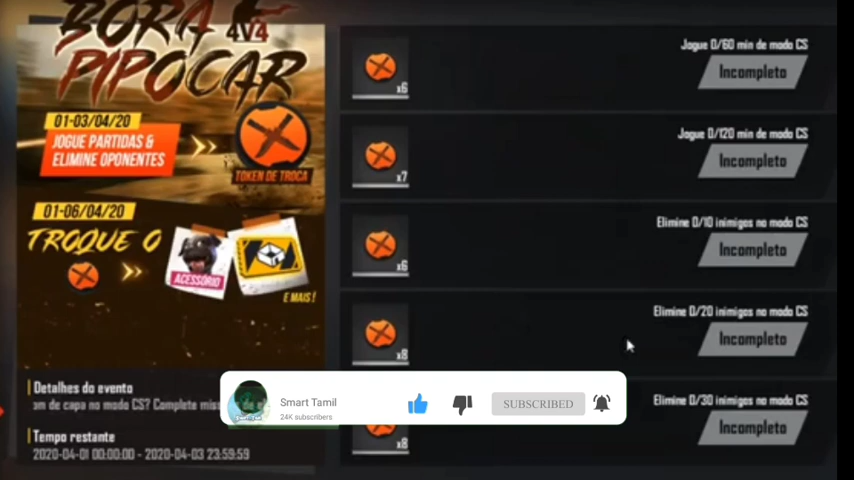 BORA
4V4
PIPOCAR
01-03/04/20
JOGUE PARTIDAS &
ELIMINE OPONENTES
TOKEN DE TROCA
01-06/04/20
TROQUE O
ACESSÓRIO
E MAIS!
Detalhes do evento
om de capa no modo CS? Complete miss
Tempo restante
2020-04-01 00:00:00 - 2020-04-03 23:59:59
Jogue 0/60 min de modo CS
x6
Incompleto
Jogue 0/120 min de modo CS
x7
Incompleto
Elimine 0/10 inimigos no modo CS
x6
Incompleto
Elimine 0/20 inimigos no modo CS
x8
Incompleto
Elimine 0/30 inimigos no modo CS
x8
Incompleto
Smart Tamil
24K subscribers
SUBSCRIBED